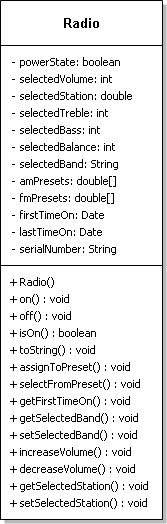 Radio
- powerState: boolean
- selectedVolume: int
- selectedStation: double
- selectedTreble: int
- selectedBass: int
- selectedBalance: int
- selectedBand: String
- amPresets: double[]
- fmPresets: double[]
- firstTimeOn: Date
- lastTimeOn: Date
- serialNumber: String
+ Radio()
+ on() : void
+ off() : void
+ isOn() : boolean
+ toString() : void
+ assignToPreset() : void
+ selectFromPreset() : void
+ getFirstTimeOn() : void
+ getSelectedBand() : void
+ setSelectedBand() : void
+ increaseVolume() : void
+ decreaseVolume() : void
+ getSelectedStation() : void
+ setSelectedStation() : void